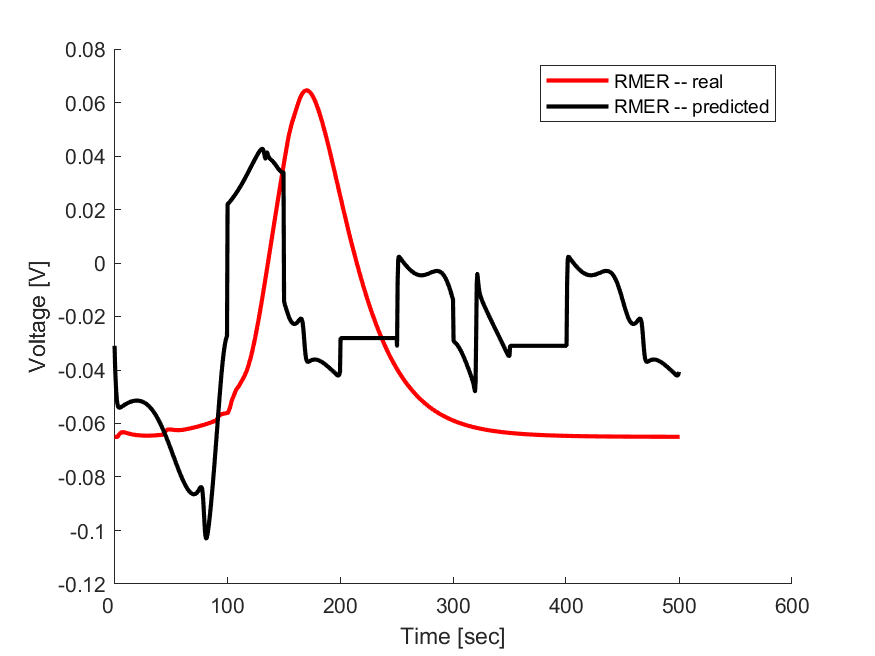 0.08
0.06
0.04
0.02
0
-0.02
-0.04
-0.06
-0.08
-0.1
-0.12
Voltage [V]
RMER -- real
RMER -- predicted
0 100 200 300 400 500 600
Time [sec]